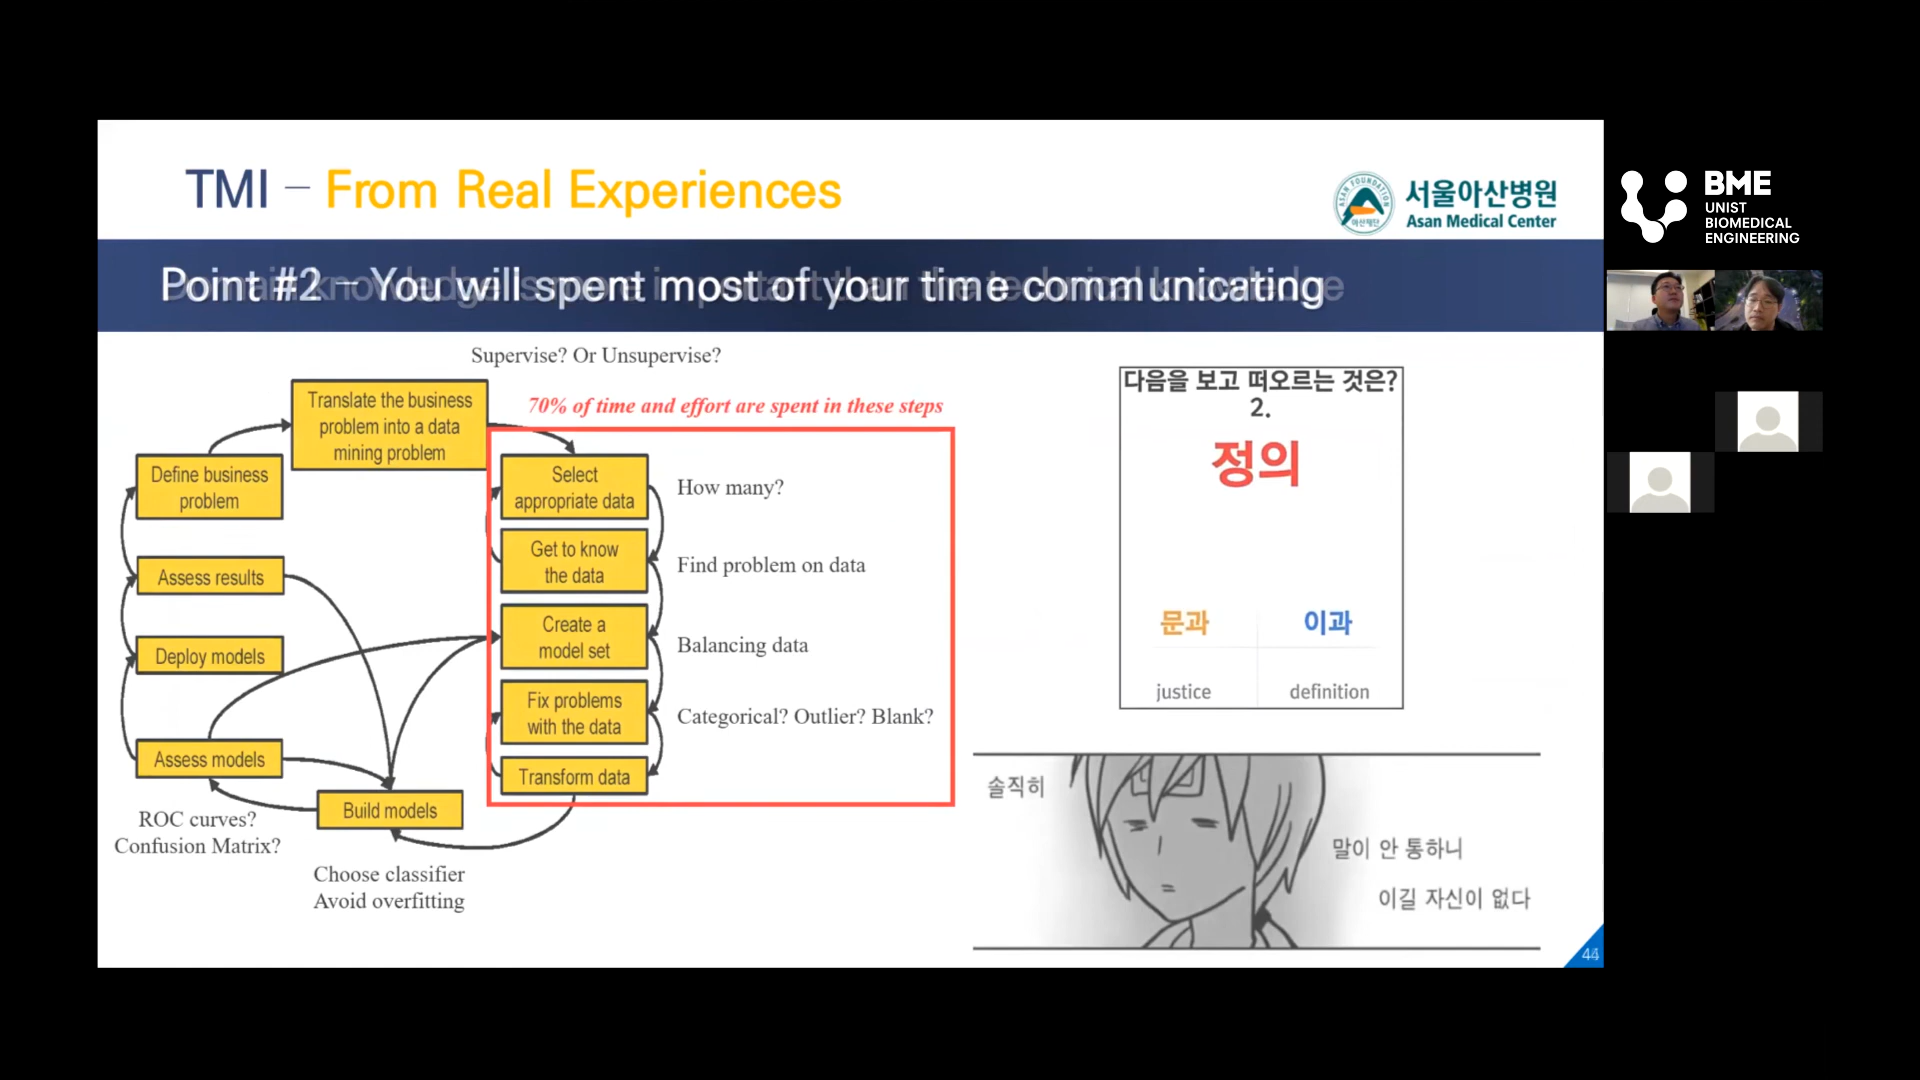 TMI – From Real Experiences
서울아산병원
Asan Medical Center
ASAN FOUNDATION
아산재단
BME
UNIST
BIOMEDICAL
ENGINEERING
Point #2 – You will spent most of your time communicating
Supervise? Or Unsupervise?
70% of time and effort are spent in these steps
Translate the business
problem into a data
mining problem
Define business
problem
Assess results
Deploy models
Assess models
ROC curves?
Confusion Matrix?
Build models
Choose classifier
Avoid overfitting
Select
appropriate data
How many?
Get to know
the data
Find problem on data
Create a
model set
Balancing data
Fix problems
with the data
Categorical? Outlier? Blank?
Transform data
다음을 보고 떠오르는 것은?
2.
정의
문과
이과
justice
definition
솔직히
말이 안 통하니
이길 자신이 없다
44